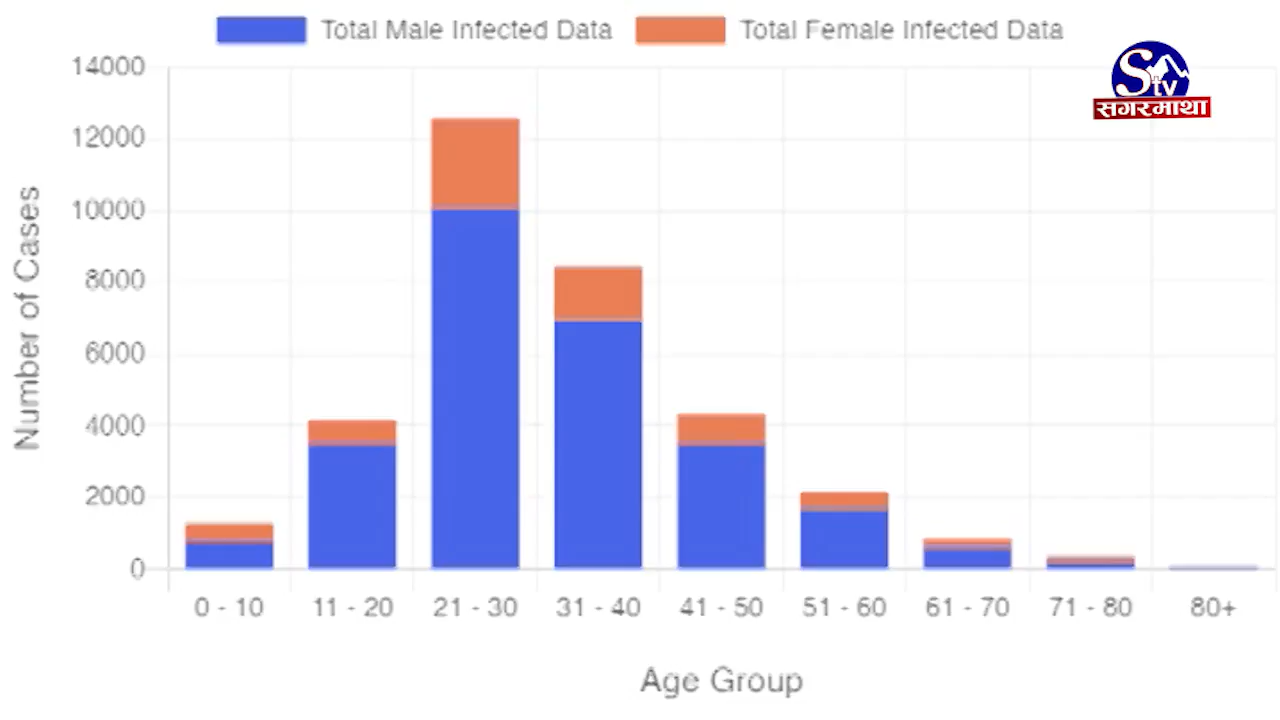 Total Male Infected Data Total Female Infected Data
S tv
सगरमाथा
14000
12000
10000
8000
6000
4000
2000
0
Number of Cases
0 - 10 11 - 20 21 - 30 31 - 40 41 - 50 51 - 60 61 - 70 71 - 80 80+
Age Group